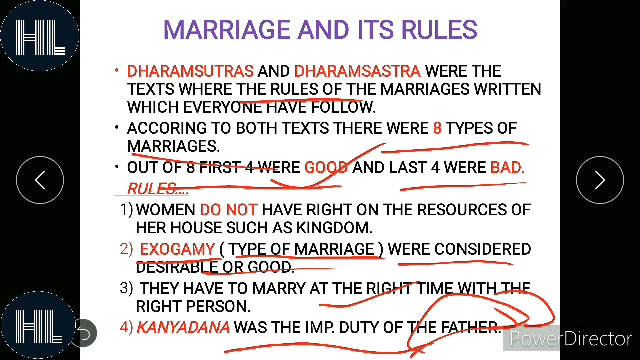 HL
HL
MARRIAGE AND ITS RULES
• DHARAMSUTRAS AND DHARAMSASTRA WERE THE
TEXTS WHERE THE RULES OF THE MARRIAGES WRITTEN
WHICH EVERYONE HAVE FOLLOW.
• ACCORING TO BOTH TEXTS THERE WERE 8 TYPES OF
MARRIAGES.
• OUT OF 8 FIRST 4 WERE GOOD AND LAST 4 WERE BAD.
RULES....
1) WOMEN DO NOT HAVE RIGHT ON THE RESOURCES OF
HER HOUSE SUCH AS KINGDOM.
2) EXOGAMY ( TYPE OF MARRIAGE ) WERE CONSIDERED
DESIRABLE OR GOOD.
3) THEY HAVE TO MARRY AT THE RIGHT TIME WITH THE
RIGHT PERSON.
4) KANYADANA WAS THE IMP. DUTY OF THE FATHER.
HL
HL
PowerDirector